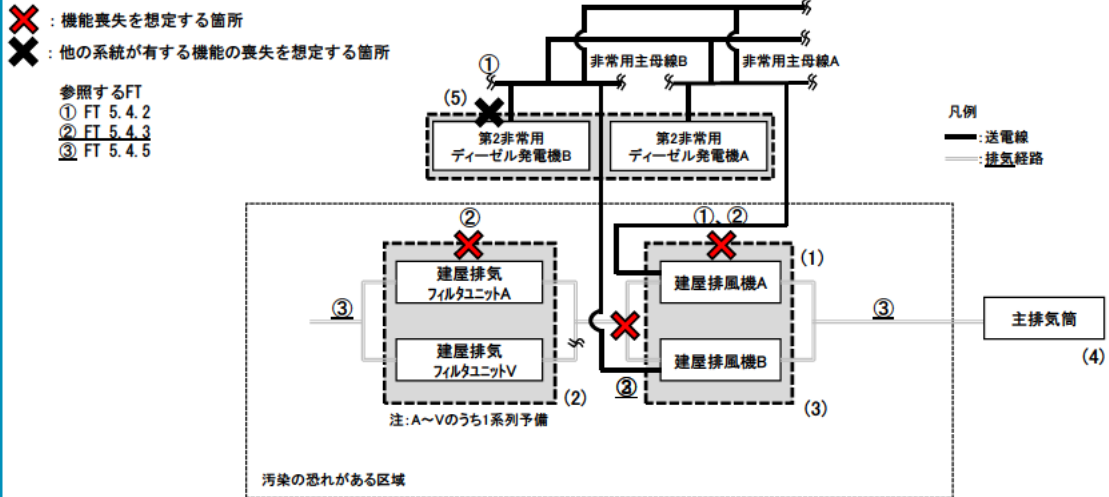 ：機能喪失を想定する箇所
：他の系統が有する機能の喪失を想定する箇所
参照するFT
① FT 5.4.2
② FT 5.4.3
③ FT 5.4.5
①
非常用主母線B
非常用主母線A
(5)
第2非常用
ディーゼル発電機B
第2非常用
ディーゼル発電機A
凡例
：送電線
：排気経路
②
①、②
(1)
建屋排気
フィルタユニットA
建屋排風機A
③
③
主排気筒
(4)
建屋排気
フィルタユニットV
建屋排風機B
(2)
(3)
注：A～Vのうち1系列予備
汚染の恐れがある区域